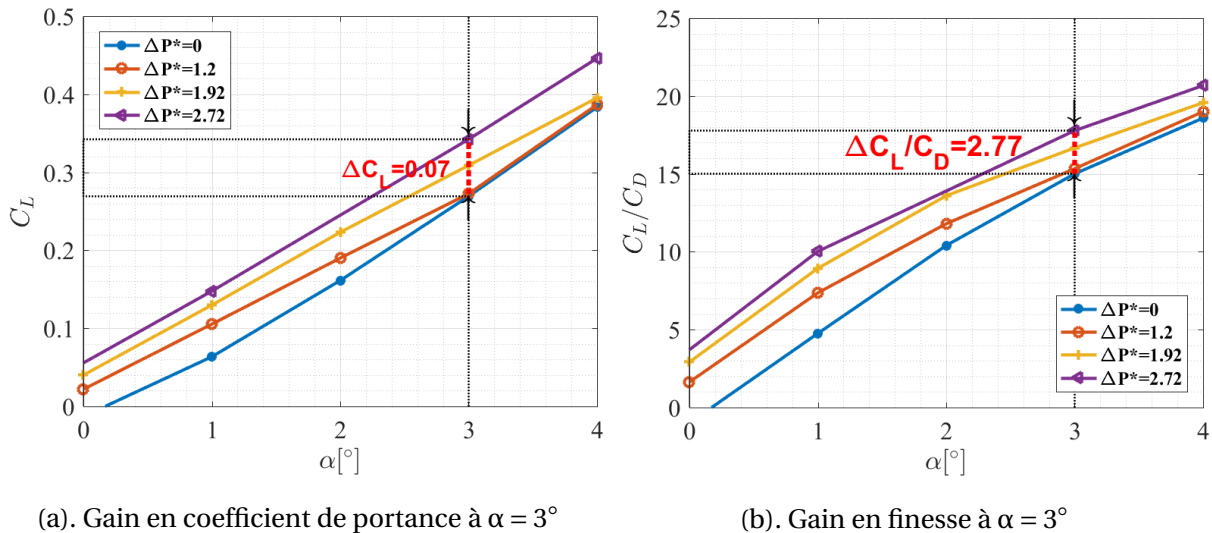 0.5
0.4
0.3
0.2
0.1
0
C_L
ΔP*=0
ΔP*=1.2
ΔP*=1.92
ΔP*=2.72
ΔC_L=0.07
0 1 2 3 4
α[°]
25
20
15
10
5
0
C_L/C_D
ΔC_L/C_D=2.77
ΔP*=0
ΔP*=1.2
ΔP*=1.92
ΔP*=2.72
0 1 2 3 4
α[°]
(a). Gain en coefficient de portance à α = 3°
(b). Gain en finesse à α = 3°